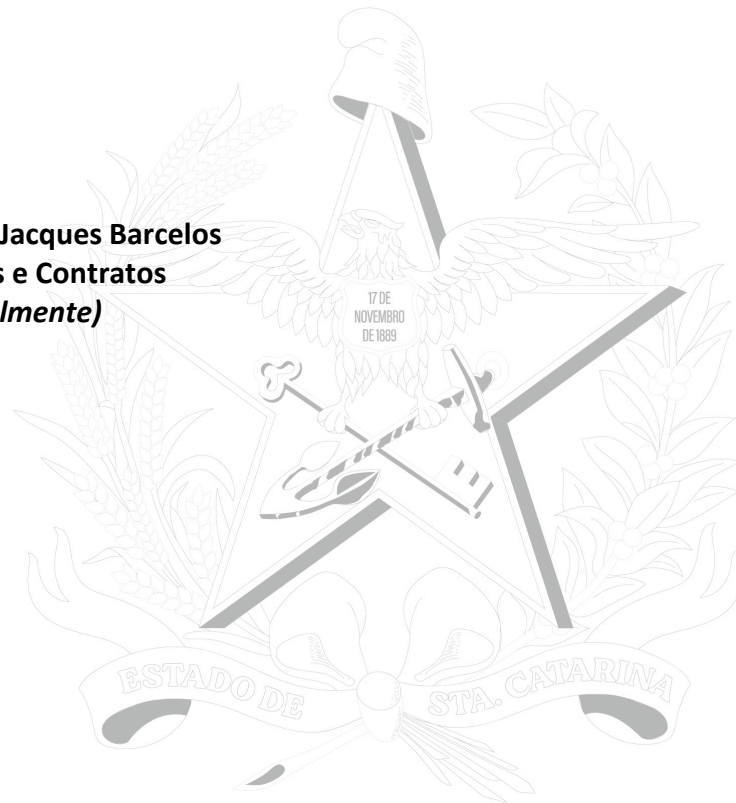 Jacques Barcelos
s e Contratos
lmente)
17 DE
NOVEMBRO
DE 1889
ESTADO DE STA. CATARINA